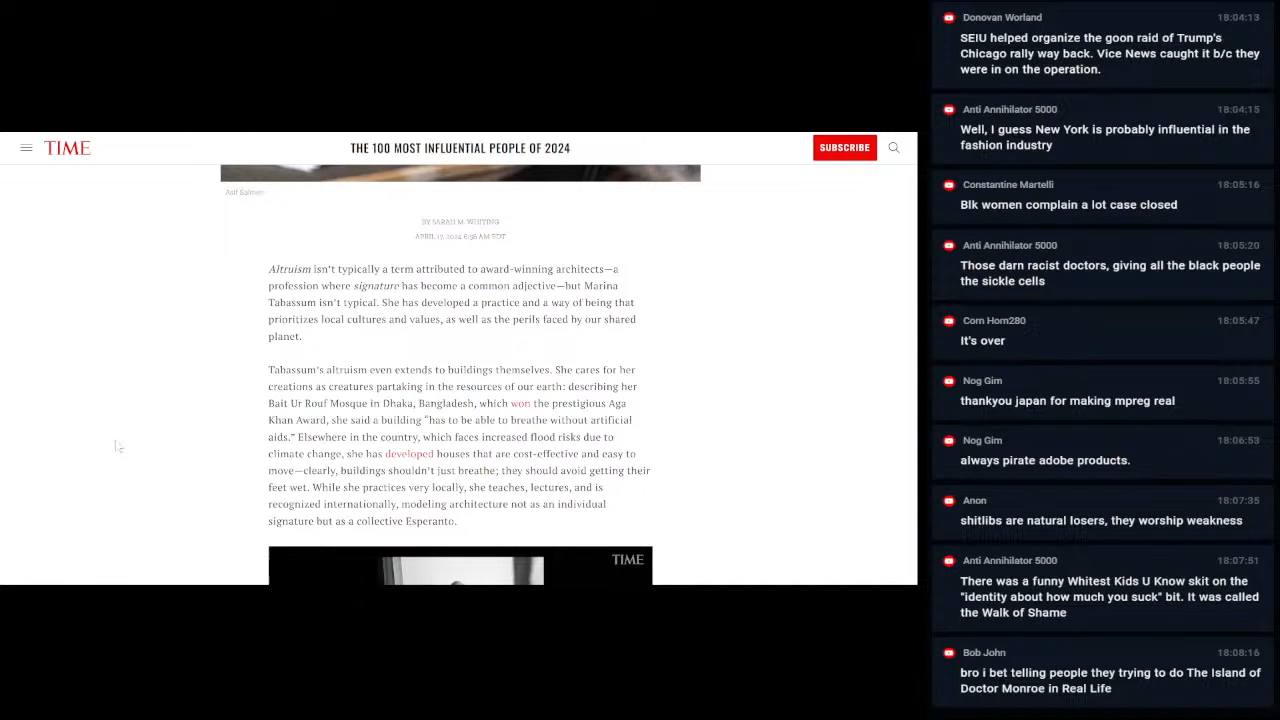 TIME
THE 100 MOST INFLUENTIAL PEOPLE OF 2024
SUBSCRIBE
Asif Salman
BY SARAH M. WHITING
APRIL 17, 2024 6:56 AM EDT
Altruism isn't typically a term attributed to award-winning architects—a
profession where signature has become a common adjective—but Marina
Tabassum isn't typical. She has developed a practice and a way of being that
prioritizes local cultures and values, as well as the perils faced by our shared
planet.
Tabassum's altruism even extends to buildings themselves. She cares for her
creations as creatures partaking in the resources of our earth: describing her
Bait Ur Rouf Mosque in Dhaka, Bangladesh, which won the prestigious Aga
Khan Award, she said a building “has to be able to breathe without artificial
aids.” Elsewhere in the country, which faces increased flood risks due to
climate change, she has developed houses that are cost-effective and easy to
move—clearly, buildings shouldn't just breathe; they should avoid getting their
feet wet. While she practices very locally, she teaches, lectures, and is
recognized internationally, modeling architecture not as an individual
signature but as a collective Esperanto.
TIME
Donovan Worland 18:04:13
SEIU helped organize the goon raid of Trump's
Chicago rally way back. Vice News caught it b/c they
were in on the operation.
Anti Annihilator 5000 18:04:15
Well, I guess New York is probably influential in the
fashion industry
Constantine Martelli 18:05:16
Blk women complain a lot case closed
Anti Annihilator 5000 18:05:20
Those darn racist doctors, giving all the black people
the sickle cells
Corn Horn280 18:05:47
It's over
Nog Gim 18:05:55
thankyou japan for making mpreg real
Nog Gim 18:06:53
always pirate adobe products.
Anon 18:07:35
shitlibs are natural losers, they worship weakness
Anti Annihilator 5000 18:07:51
There was a funny Whitest Kids U Know skit on the
"identity about how much you suck" bit. It was called
the Walk of Shame
Bob John 18:08:16
bro i bet telling people they trying to do The Island of
Doctor Monroe in Real Life